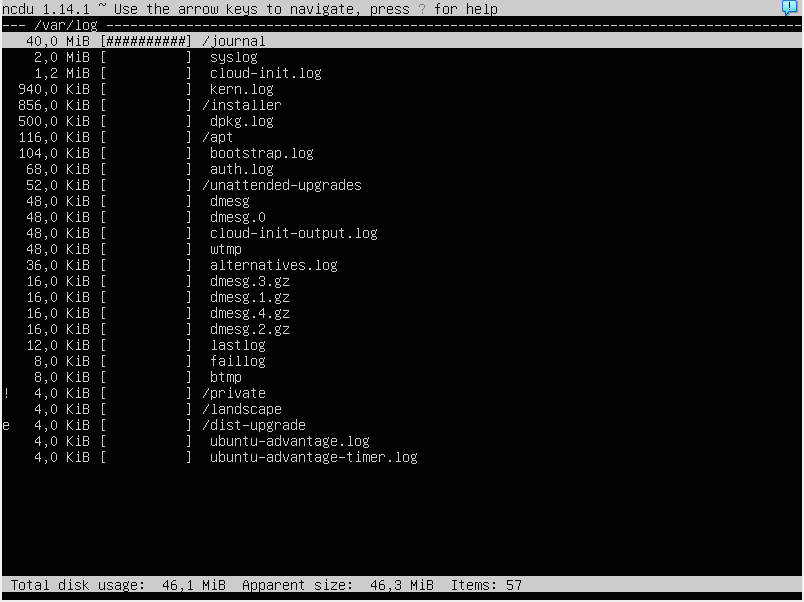 ncdu 1.14.1 ~ Use the arrow keys to navigate, press ? for help
--- /var/log ---------------------------------------------------------------------------------------
   40,0 MiB [##########] /journal
    2,0 MiB [          ]  syslog
    1,2 MiB [          ]  cloud-init.log
  940,0 KiB [          ]  kern.log
  856,0 KiB [          ] /installer
  500,0 KiB [          ]  dpkg.log
  116,0 KiB [          ] /apt
  104,0 KiB [          ]  bootstrap.log
   68,0 KiB [          ]  auth.log
   52,0 KiB [          ] /unattended-upgrades
   48,0 KiB [          ]  dmesg
   48,0 KiB [          ]  dmesg.0
   48,0 KiB [          ]  cloud-init-output.log
   48,0 KiB [          ]  wtmp
   36,0 KiB [          ]  alternatives.log
   16,0 KiB [          ]  dmesg.3.gz
   16,0 KiB [          ]  dmesg.1.gz
   16,0 KiB [          ]  dmesg.4.gz
   16,0 KiB [          ]  dmesg.2.gz
   12,0 KiB [          ]  lastlog
    8,0 KiB [          ]  faillog
    8,0 KiB [          ]  btmp
!   4,0 KiB [          ] /private
    4,0 KiB [          ] /landscape
e   4,0 KiB [          ] /dist-upgrade
    4,0 KiB [          ]  ubuntu-advantage.log
    4,0 KiB [          ]  ubuntu-advantage-timer.log
Total disk usage:  46,1 MiB  Apparent size:  46,3 MiB  Items: 57